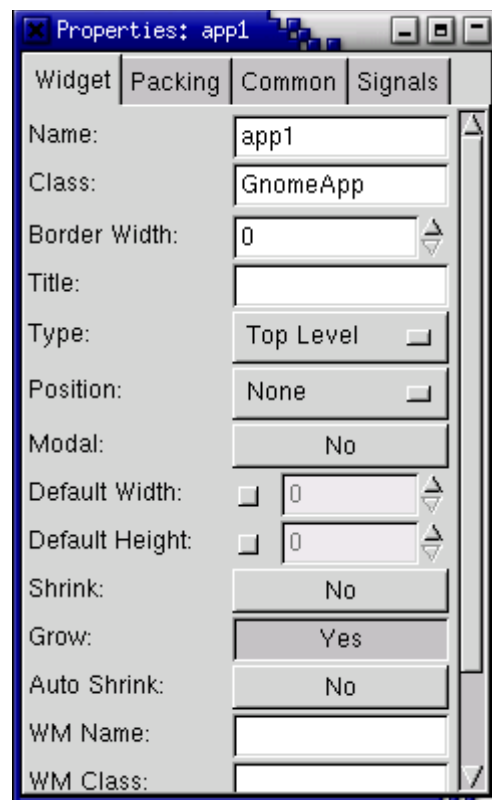 Properties: app1
Widget Packing Common Signals
Name: app1
Class: GnomeApp
Border Width: 0
Title:
Type: Top Level
Position: None
Modal: No
Default Width: 0
Default Height: 0
Shrink: No
Grow: Yes
Auto Shrink: No
WM Name:
WM Class: